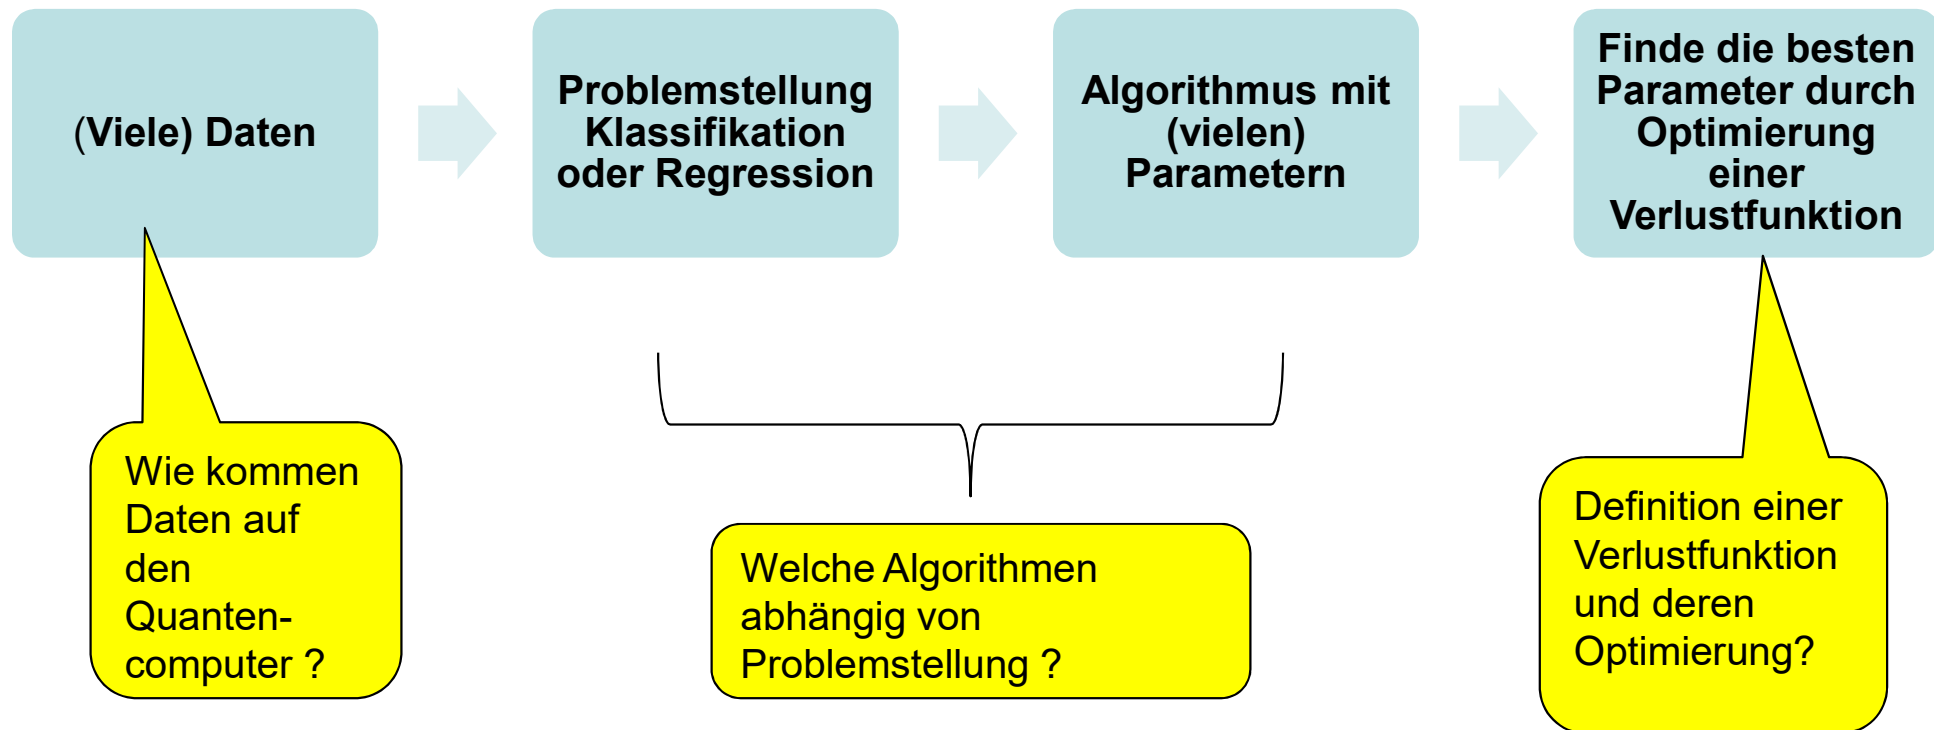 (Viele) Daten
Problemstellung
Klassifikation
oder Regression
Algorithmus mit
(vielen)
Parametern
Finde die besten
Parameter durch
Optimierung
einer
Verlustfunktion
Wie kommen
Daten auf
den
Quanten-
computer ?
Welche Algorithmen
abhängig von
Problemstellung ?
Definition einer
Verlustfunktion
und deren
Optimierung?